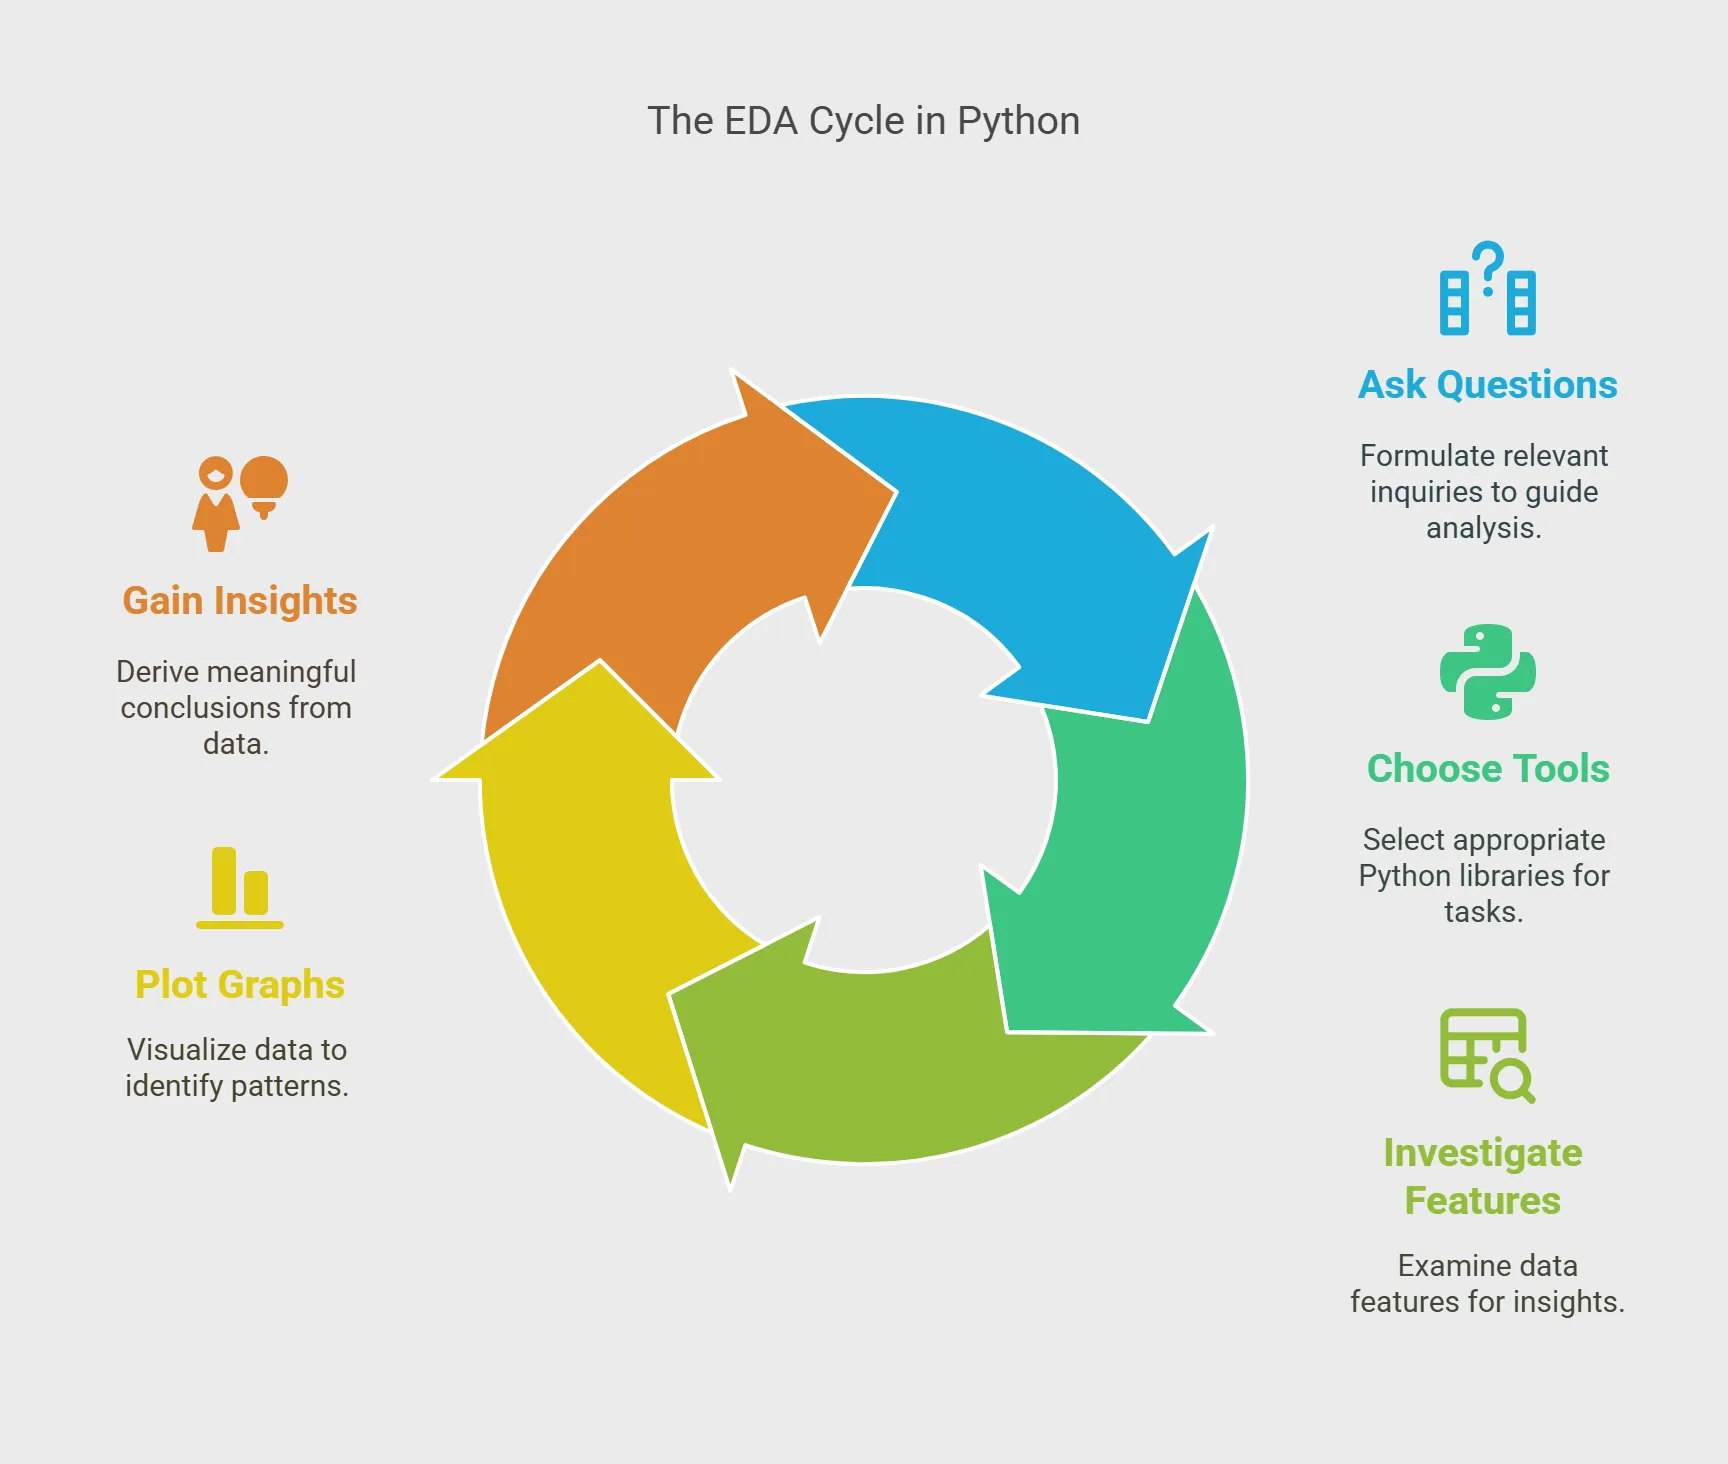 The EDA Cycle in Python
Ask Questions
Formulate relevant
inquiries to guide
analysis.
Choose Tools
Select appropriate
Python libraries for
tasks.
Investigate
Features
Examine data
features for insights.
Plot Graphs
Visualize data to
identify patterns.
Gain Insights
Derive meaningful
conclusions from
data.